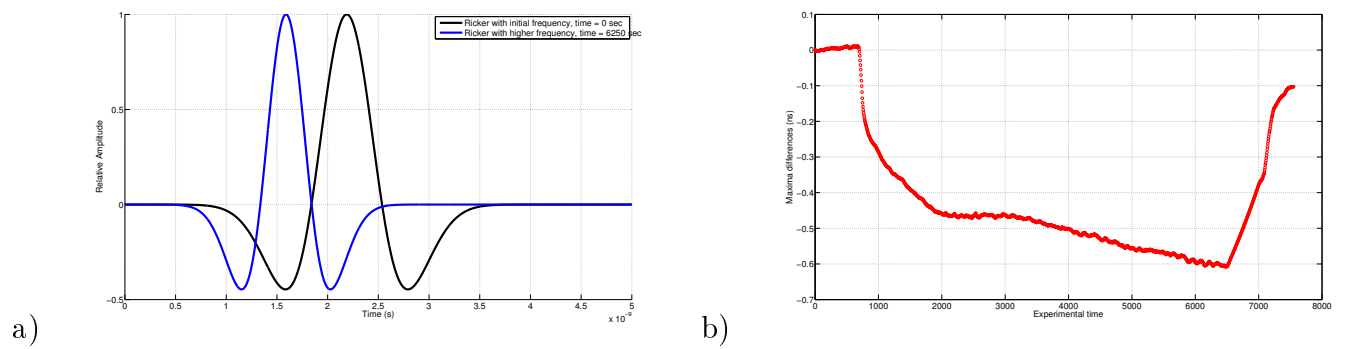 Ricker with initial frequency, time = 0 sec
Ricker with higher frequency, time = 6250 sec
Relative Amplitude
1
0.5
0
−0.5
0 0.5 1 1.5 2 2.5 3 3.5 4 4.5 5
Time (s)
x 10⁻⁹
a)
Maxima differences (ns)
0.1
0
−0.1
−0.2
−0.3
−0.4
−0.5
−0.6
−0.7
0 1000 2000 3000 4000 5000 6000 7000 8000
Experimental time
b)